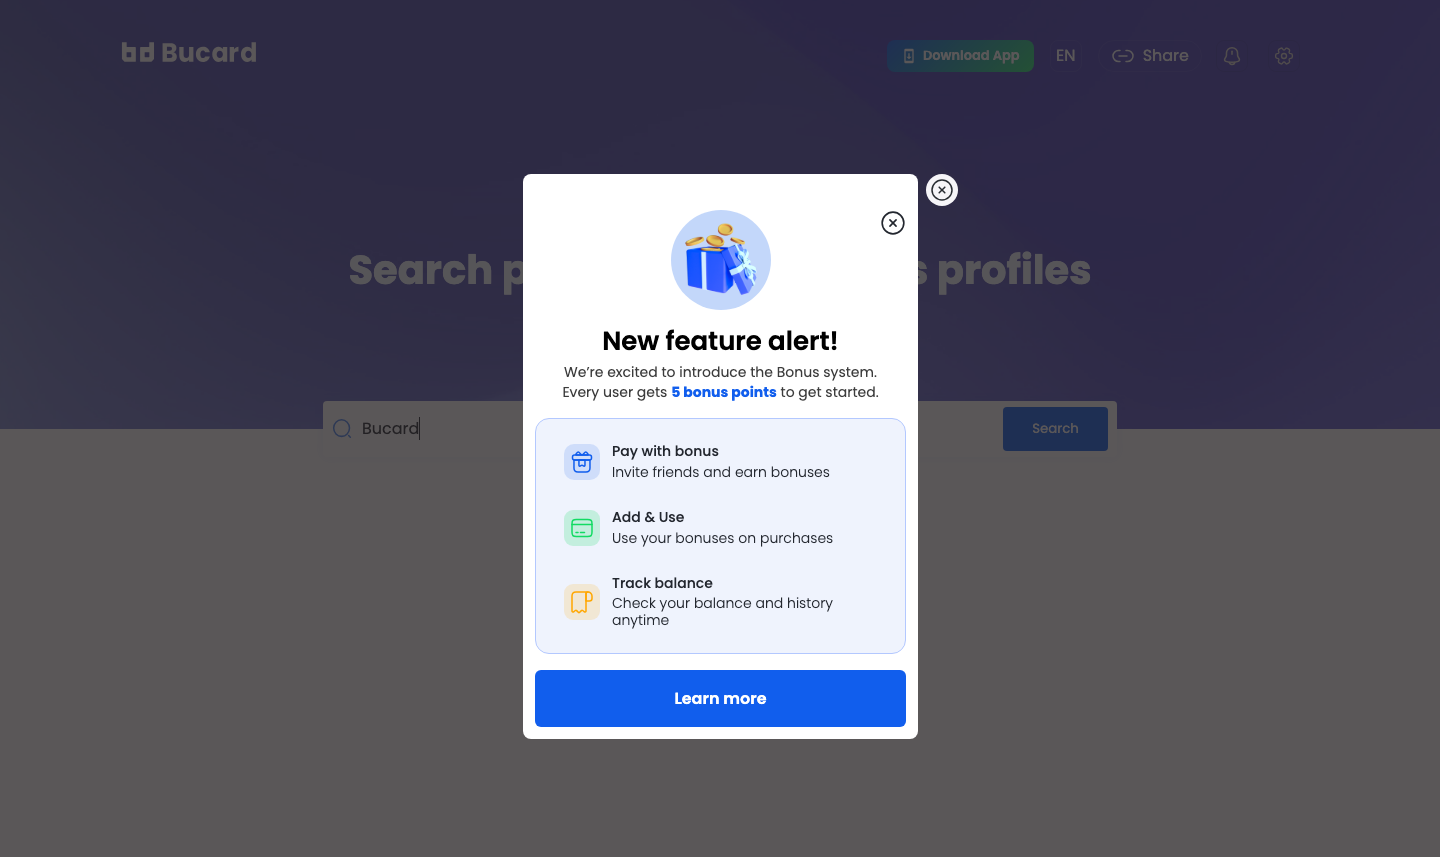 bd Bucard
Download App
EN
Share
Search p
s profiles
Bucard
Search
New feature alert!
We’re excited to introduce the Bonus system.
Every user gets 5 bonus points to get started.
Pay with bonus
Invite friends and earn bonuses
Add & Use
Use your bonuses on purchases
Track balance
Check your balance and history
anytime
Learn more